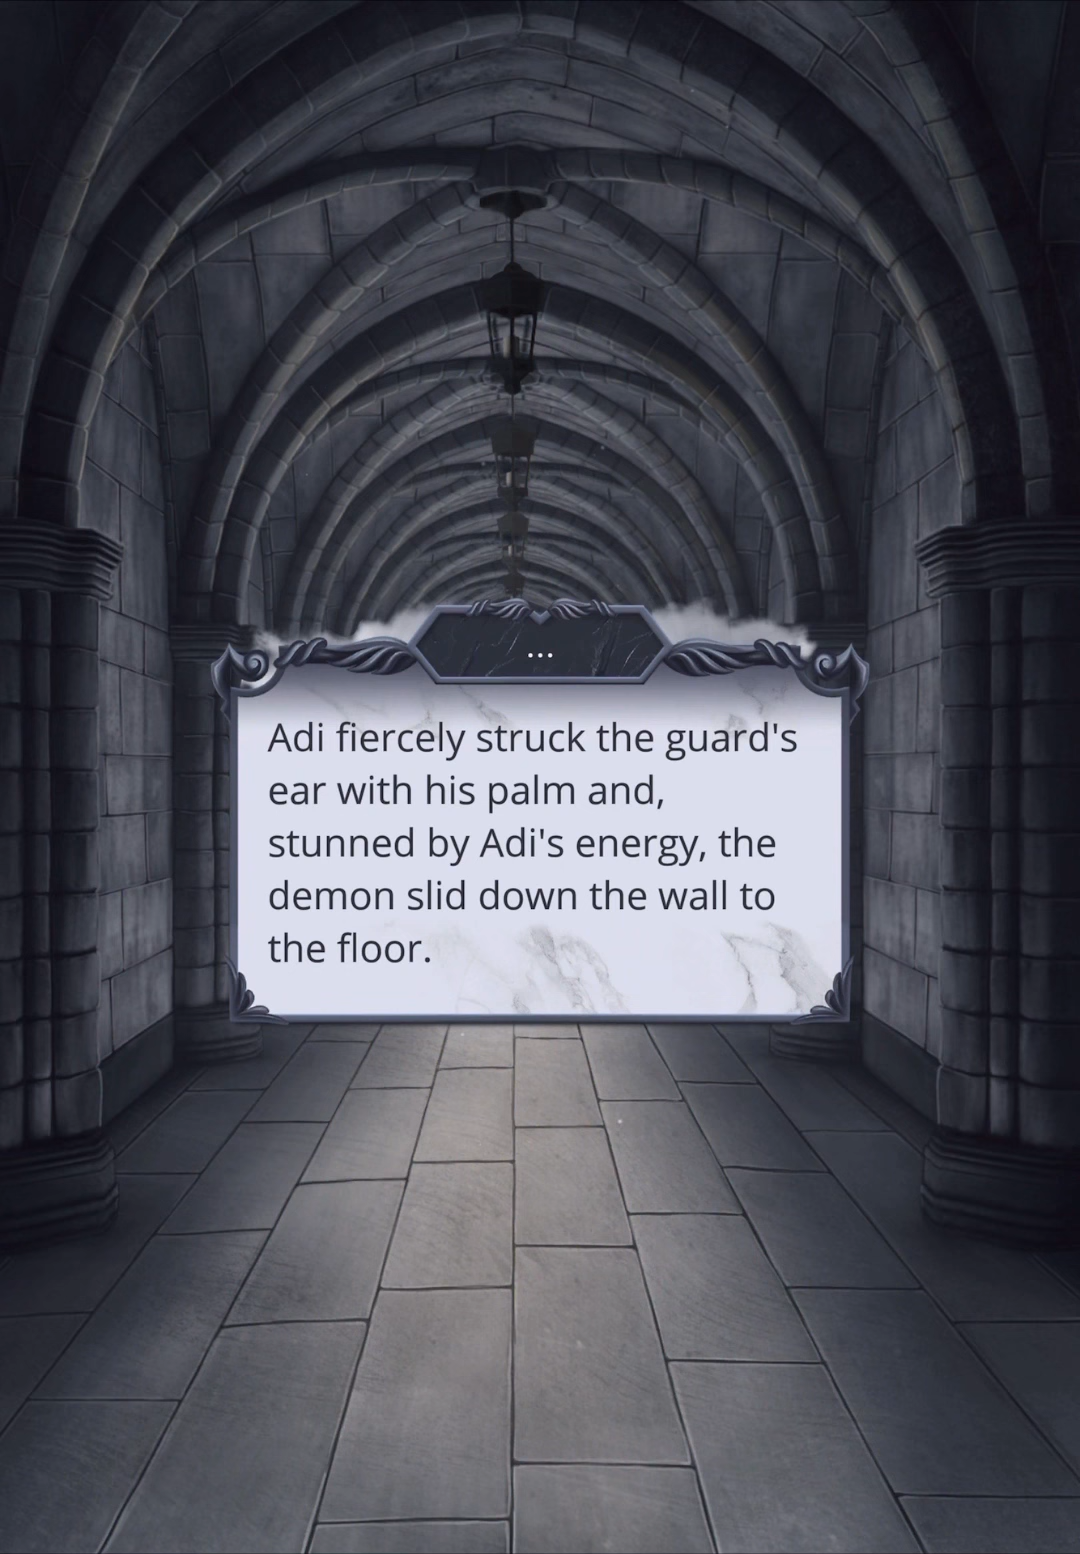 ...
Adi fiercely struck the guard's
ear with his palm and,
stunned by Adi's energy, the
demon slid down the wall to
the floor.